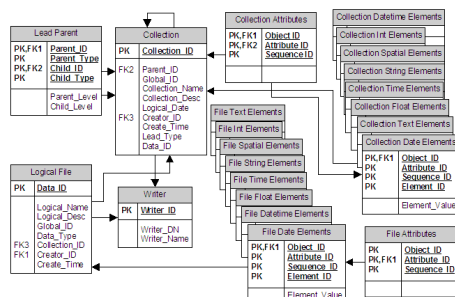 Lead Parent
PK,FK1 Parent_ID
PK Parent_Type
PK,FK2 Child_ID
PK Child_Type
Parent_Level
Child_Level
Collection
PK Collection_ID
FK2 Parent_ID
Global_ID
Collection_Name
Collection_Desc
Logical_Date
FK3 Creator_ID
Create_Time
Lead_Type
Data_ID
Collection Attributes
PK,FK1 Object_ID
PK,FK2 Attribute_ID
PK Sequence_ID
Collection Datetime Elements
Collection Int Elements
Collection Spatial Elements
Collection String Elements
Collection Time Elements
Collection Float Elements
Collection Text Elements
Collection Date Elements
PK,FK1 Object_ID
PK Attribute_ID
PK Sequence_ID
PK Element_ID
Element_Value
File Text Elements
File Int Elements
File Spatial Elements
File String Elements
File Time Elements
File Float Elements
File Datetime Elements
File Date Elements
PK,FK1 Object_ID
PK Attribute_ID
PK Sequence_ID
PK Element_ID
Element_Value
Logical File
PK Data_ID
Logical_Name
Logical_Desc
Global_ID
Data_Type
FK3 Collection_ID
FK1 Creator_ID
Create_Time
Writer
PK Writer_ID
Writer_DN
Writer_Name
File Attributes
PK Object_ID
PK,FK1 Attribute_ID
PK Sequence_ID